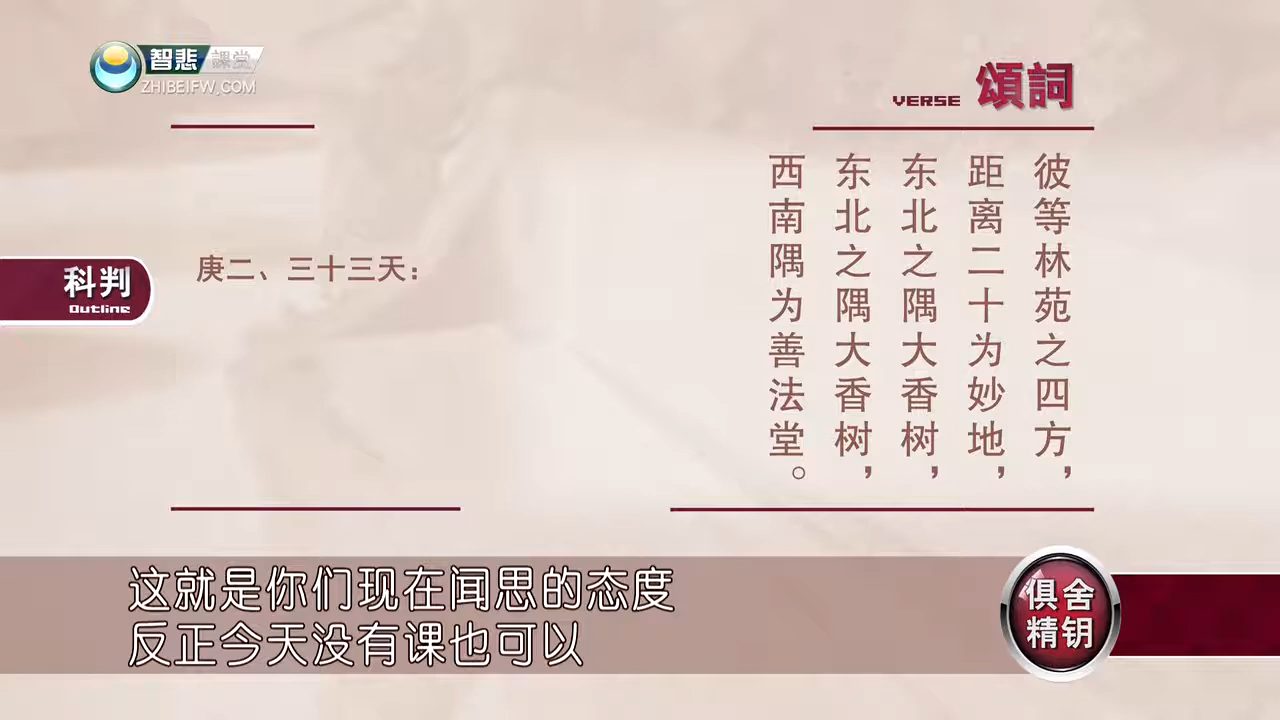 智悲課堂
ZHIBEIFW.COM
VERSE 頌詞
彼等林苑之四方，
距离二十为妙地，
东北之隅大香树，
东北之隅大香树，
西南隅为善法堂。
科判
Outline
庚二、三十三天：
这就是你们现在闻思的态度
反正今天没有课也可以
俱舍
精钥